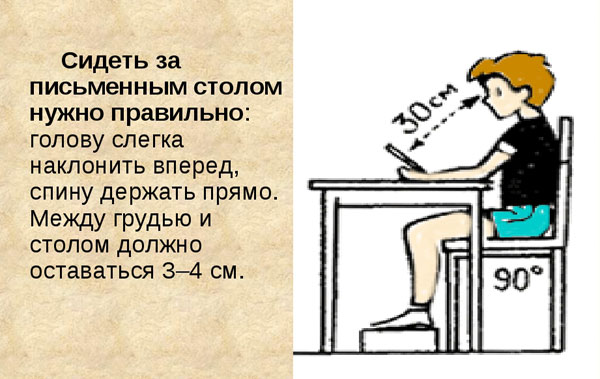 Сидеть за
письменным столом
нужно правильно:
голову слегка
наклонить вперед,
спину держать прямо.
Между грудью и
столом должно
оставаться 3–4 см.
30см
90°